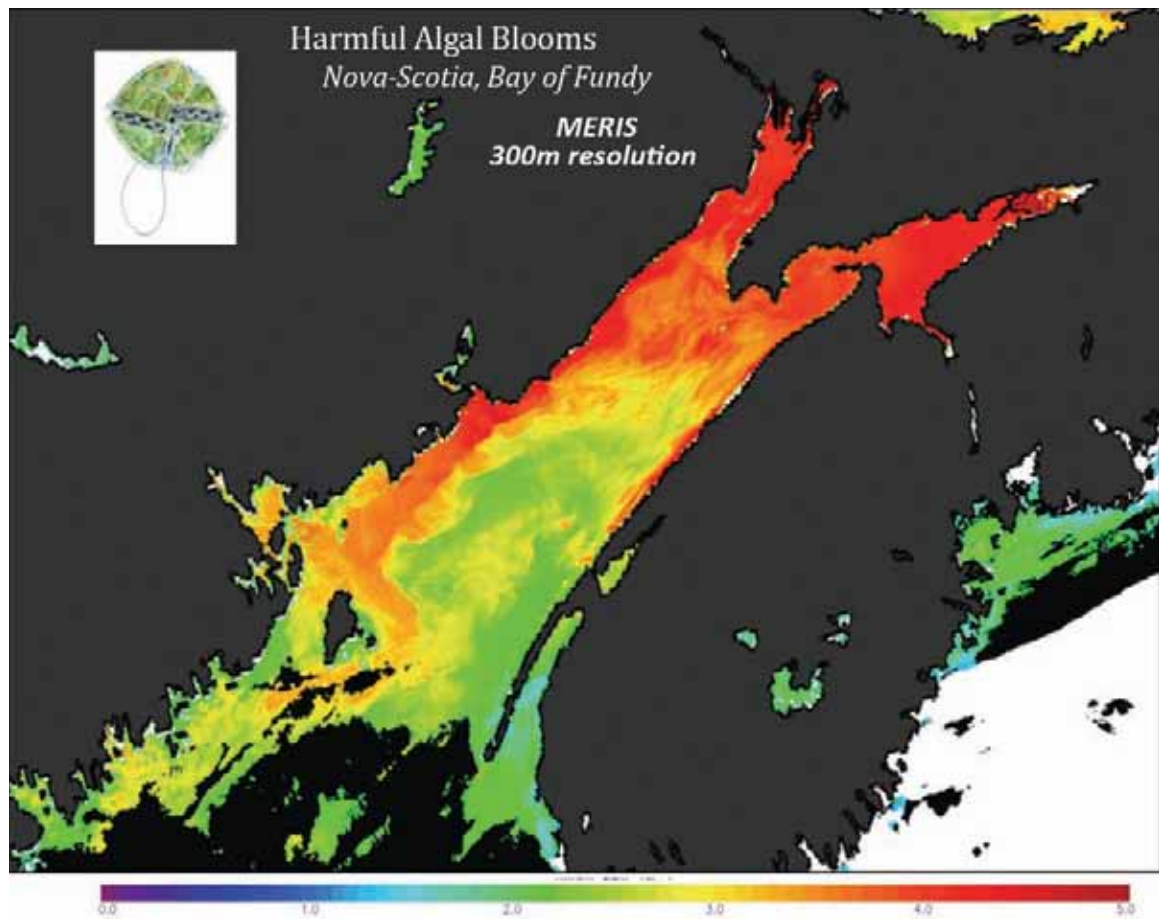 Harmful Algal Blooms
Nova-Scotia, Bay of Fundy
MERIS
300m resolution
0.0 1.0 2.0 3.0 4.0 5.0